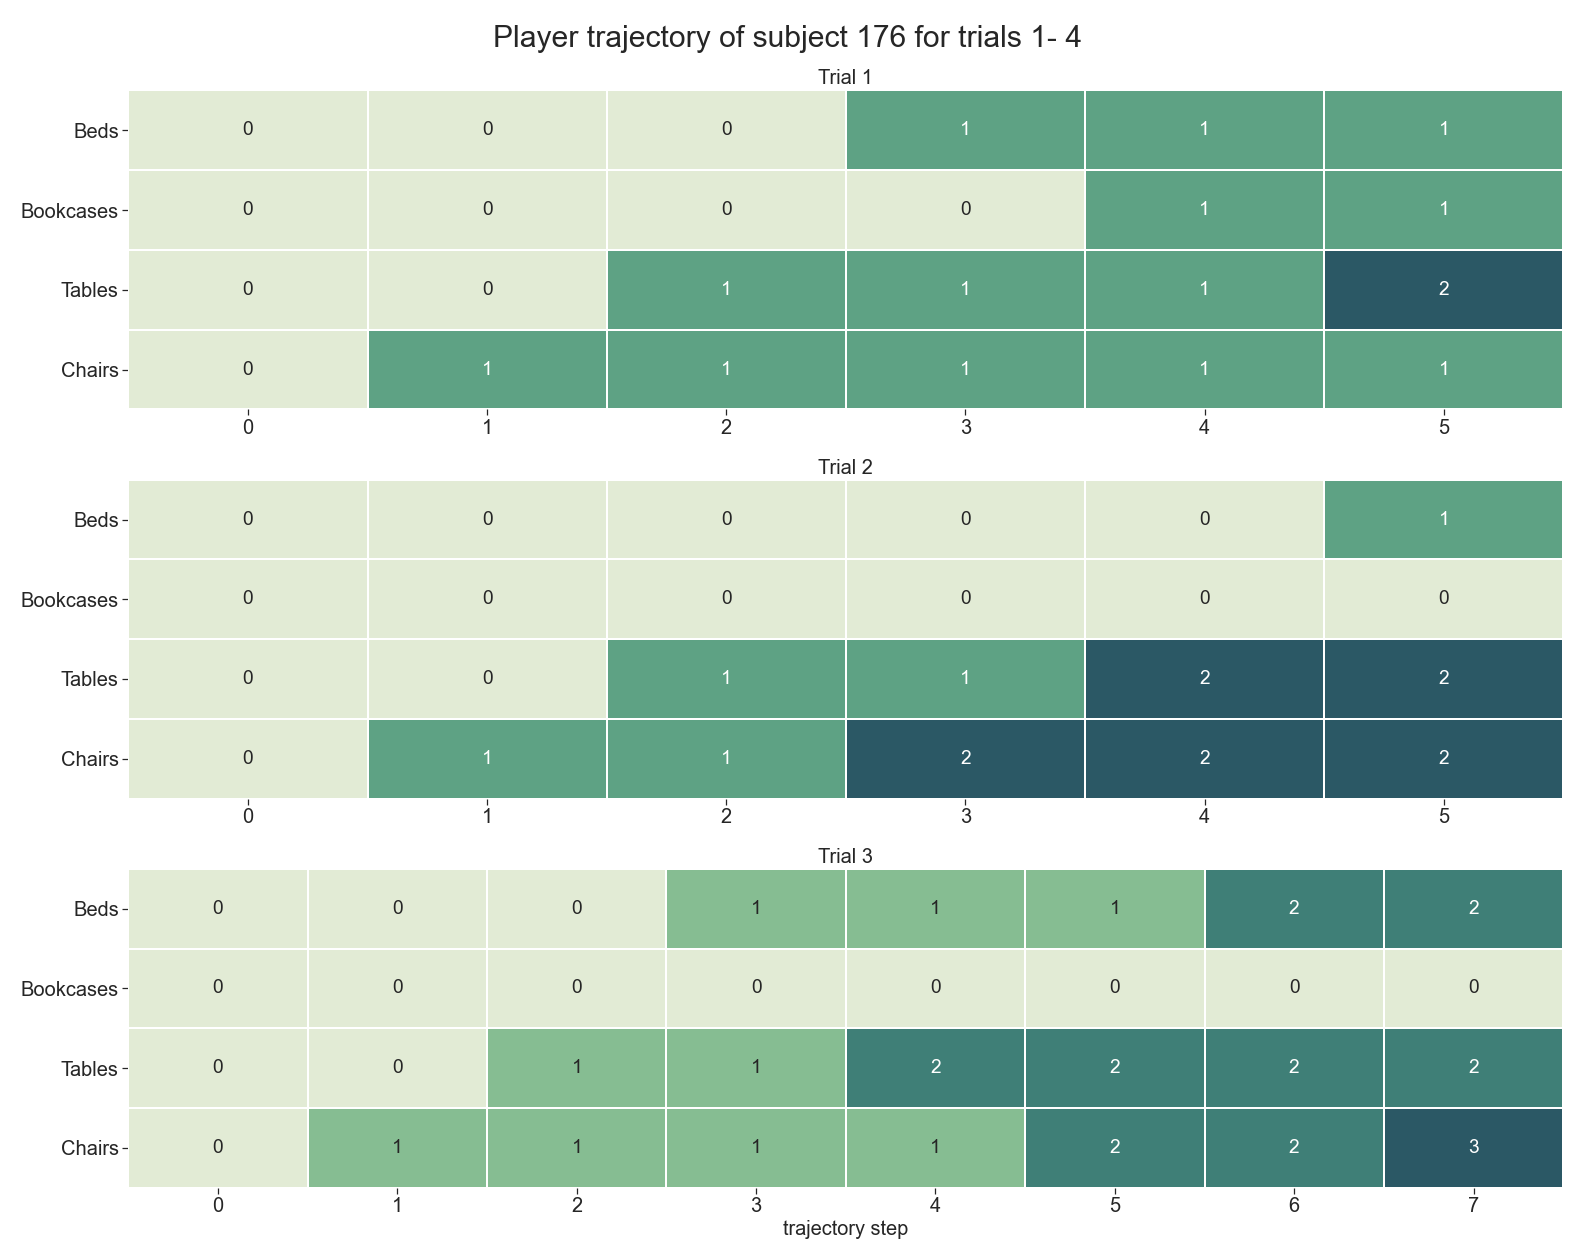 Player trajectory of subject 176 for trials 1- 4
Trial 1
Beds 0 0 0 1 1 1
Bookcases 0 0 0 0 1 1
Tables 0 0 1 1 1 2
Chairs 0 1 1 1 1 1
0 1 2 3 4 5
Trial 2
Beds 0 0 0 0 0 1
Bookcases 0 0 0 0 0 0
Tables 0 0 1 1 2 2
Chairs 0 1 1 2 2 2
0 1 2 3 4 5
Trial 3
Beds 0 0 0 1 1 1 2 2
Bookcases 0 0 0 0 0 0 0 0
Tables 0 0 1 1 2 2 2 2
Chairs 0 1 1 1 1 2 2 3
0 1 2 3 4 5 6 7
trajectory step